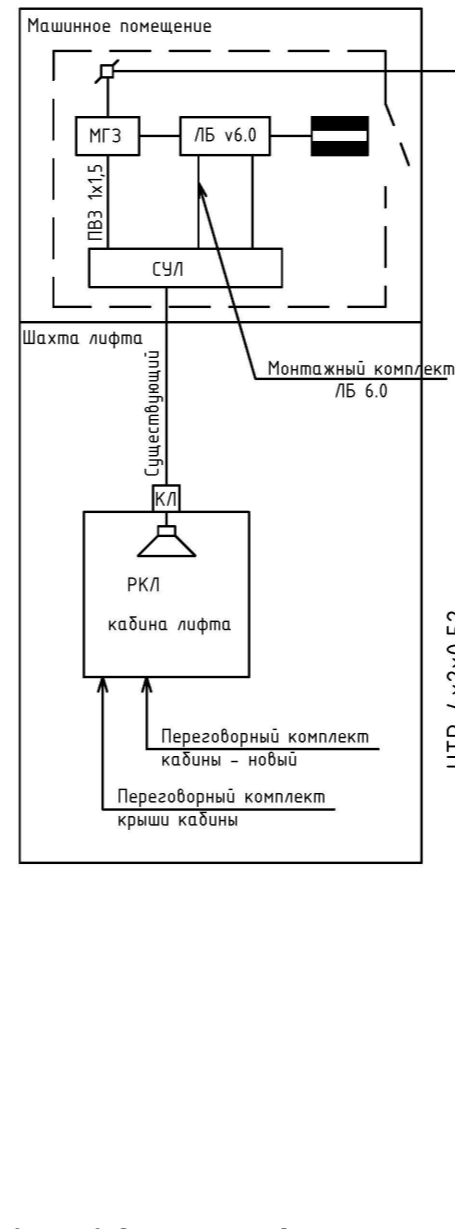 Машинное помещение
МГЗ
ЛБ v6.0
ПВЗ 1х1,5
СУЛ
Шахта лифта
Монтажный комплект
ЛБ 6.0
Существующий
КЛ
РКЛ
кабина лифта
Переговорный комплект
кабины - новый
Переговорный комплект
крыши кабины